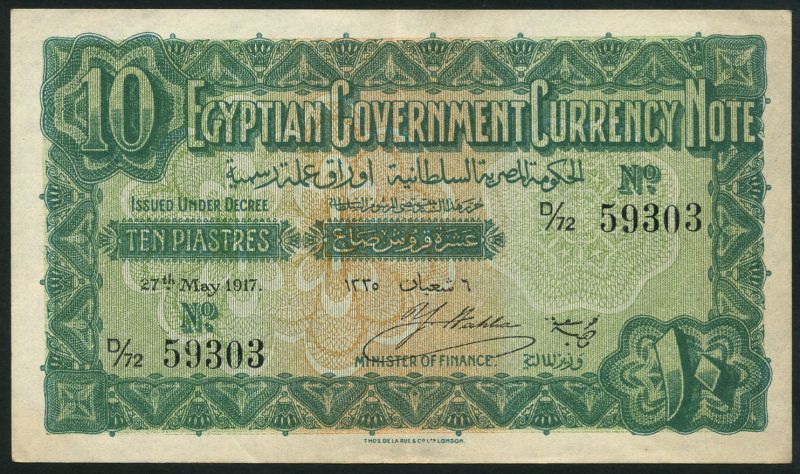 10 EGYPTIAN GOVERNMENT CURRENCY NOTE
الحكومة المصرية السلطانية أوراق عملة رسمية
No
D/72 59303
ISSUED UNDER DECREE
TEN PIASTRES
عشرة قروش صاغ
27th May 1917.
٦ شعبان ١٣٣٥
No
D/72 59303
MINISTER OF FINANCE
وزير المالية
١٠
THOS. DE LA RUE & CO. LTD. LONDON.